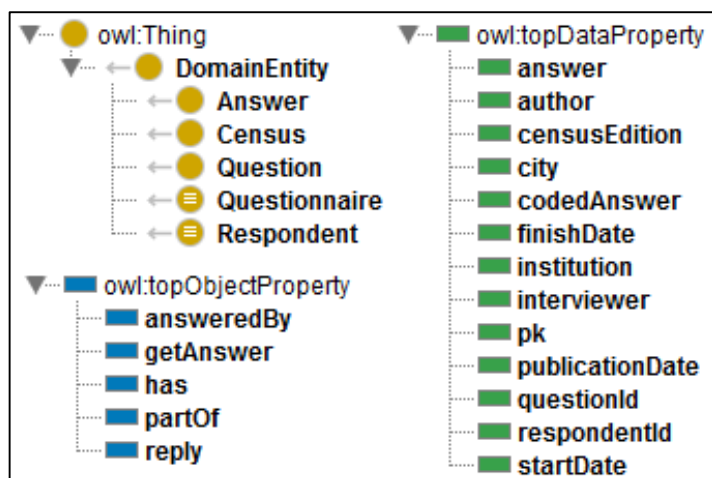 owl:Thing
DomainEntity
Answer
Census
Question
Questionnaire
Respondent
owl:topObjectProperty
answeredBy
getAnswer
has
partOf
reply
owl:topDataProperty
answer
author
censusEdition
city
codedAnswer
finishDate
institution
interviewer
pk
publicationDate
questionId
respondentId
startDate